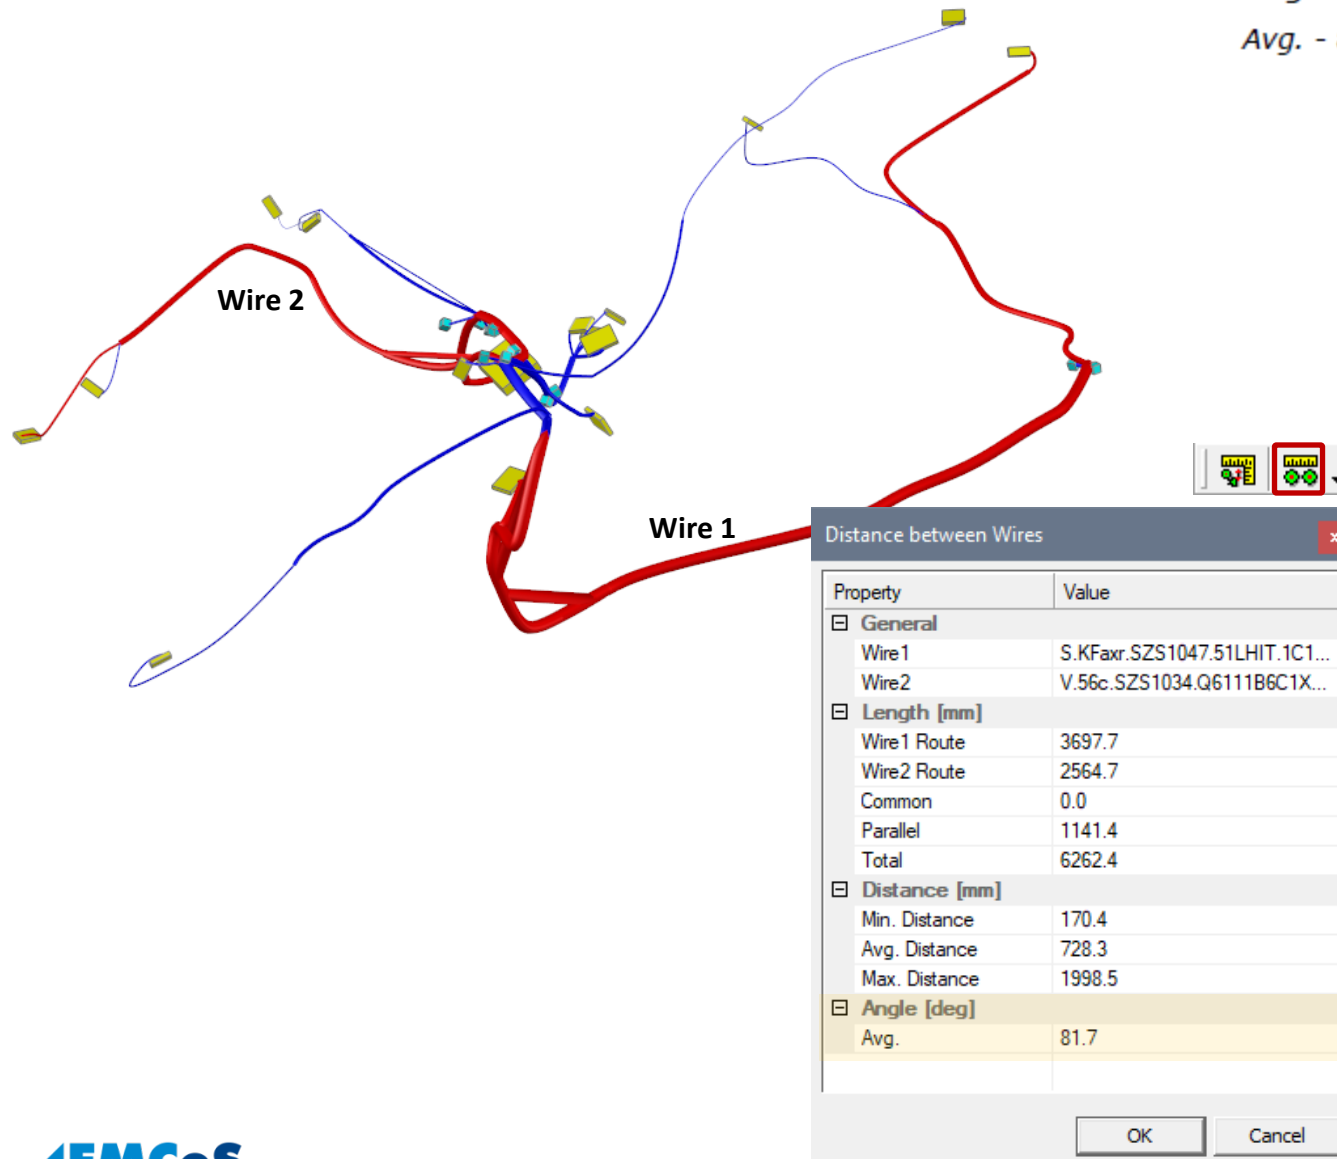 Avg. -
Wire 2
Wire 1
Distance between Wires
x
Property Value
General
Wire1 S.KFaxr.SZS1047.51LHIT.1C1...
Wire2 V.56c.SZS1034.Q6111B6C1X...
Length [mm]
Wire1 Route 3697.7
Wire2 Route 2564.7
Common 0.0
Parallel 1141.4
Total 6262.4
Distance [mm]
Min. Distance 170.4
Avg. Distance 728.3
Max. Distance 1998.5
Angle [deg]
Avg. 81.7
OK Cancel
EMCoS